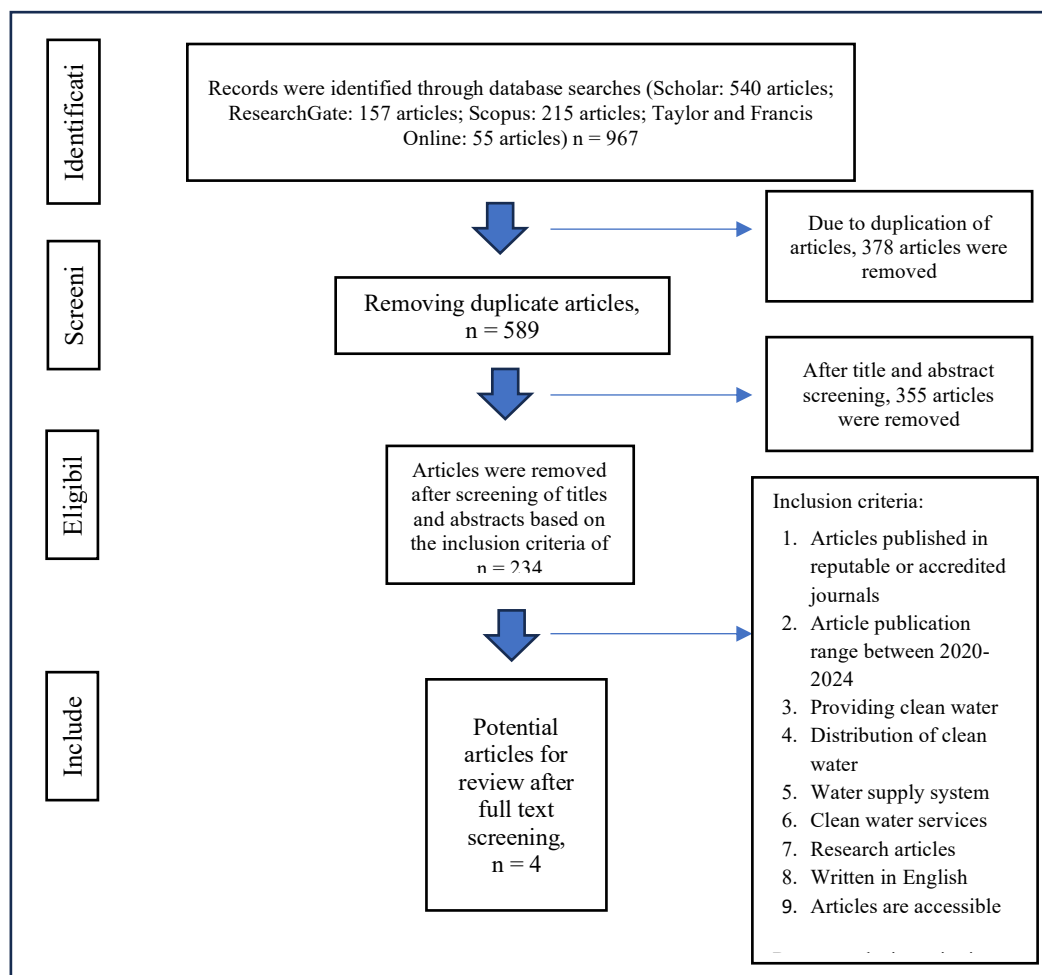 Identificati
Records were identified through database searches (Scholar: 540 articles;
ResearchGate: 157 articles; Scopus: 215 articles; Taylor and Francis
Online: 55 articles) n = 967
Due to duplication of
articles, 378 articles were
removed
Screeni
Removing duplicate articles,
n = 589
After title and abstract
screening, 355 articles
were removed
Eligibil
Articles were removed
after screening of titles
and abstracts based on
the inclusion criteria of
n = 234
Inclusion criteria:
1. Articles published in
reputable or accredited
journals
2. Article publication
range between 2020-
2024
3. Providing clean water
4. Distribution of clean
water
5. Water supply system
6. Clean water services
7. Research articles
8. Written in English
9. Articles are accessible
Include
Potential
articles for
review after
full text
screening,
n = 4